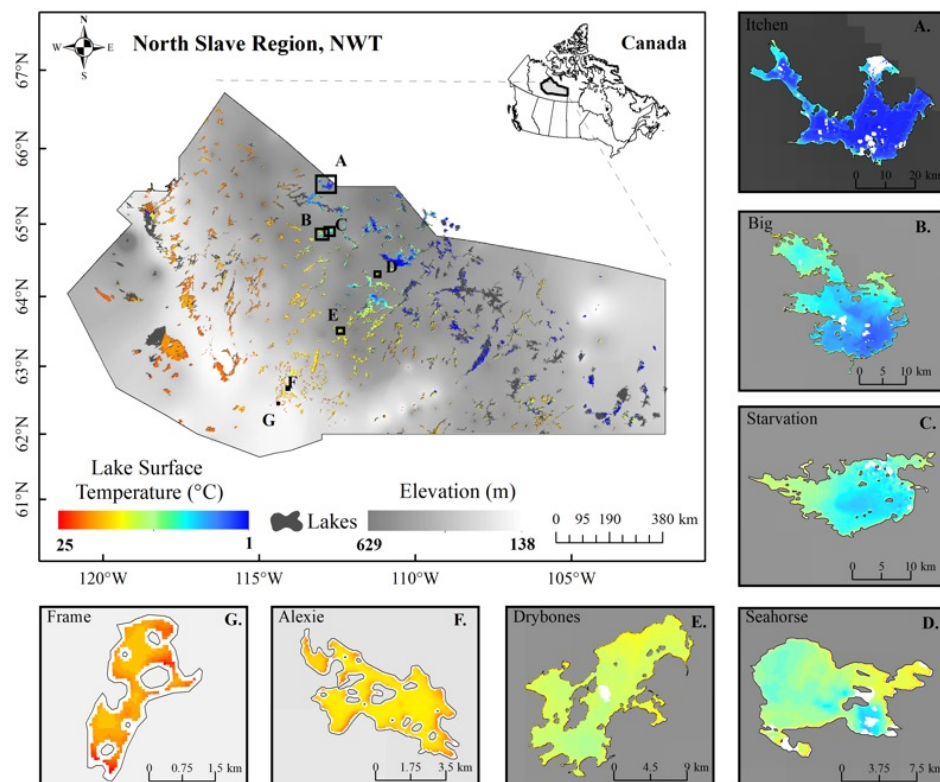 N
W E
S
North Slave Region, NWT
Canada
67°N
66°N
65°N
64°N
63°N
62°N
61°N
A
B
C
D
E
F
G
Lake Surface
Temperature (°C)
25 1
Lakes
Elevation (m)
629 138
0 95 190 380 km
120°W 115°W 110°W 105°W
Itchen A.
0 10 20 km
Big B.
0 5 10 km
Starvation C.
0 5 10 km
Frame G.
0 0.75 1.5 km
Alexie F.
0 1.75 3.5 km
Drybones E.
0 4.5 9 km
Seahorse D.
0 3.75 7.5 km